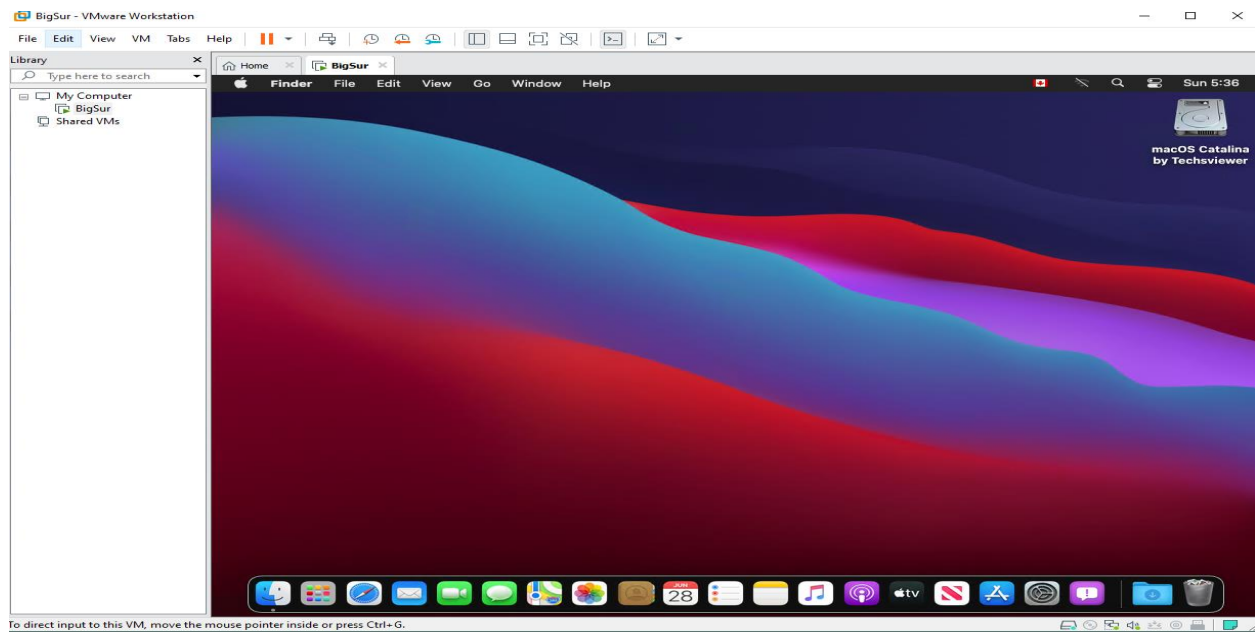 BigSur - VMware Workstation
File Edit View VM Tabs Help
Library
Type here to search
My Computer
BigSur
Shared VMs
Home
BigSur
Finder File Edit View Go Window Help
Sun 5:36
macOS Catalina
by Techsviewer
JUN
28
tv
To direct input to this VM, move the mouse pointer inside or press Ctrl+G.